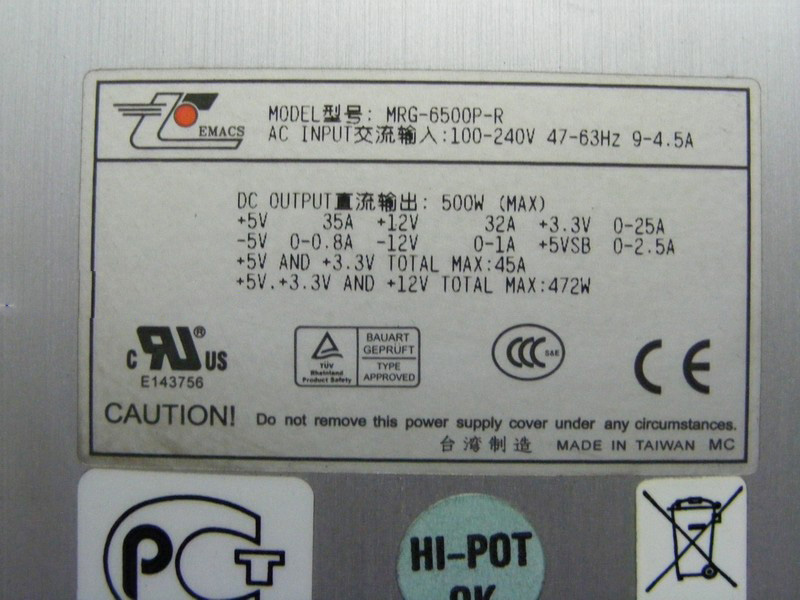 EMACS
MODEL型号: MRG-6500P-R
AC INPUT交流输入:100-240V 47-63Hz 9-4.5A
DC OUTPUT直流输出: 500W (MAX)
+5V 35A +12V 32A +3.3V 0-25A
-5V 0-0.8A -12V 0-1A +5VSB 0-2.5A
+5V AND +3.3V TOTAL MAX:45A
+5V.+3.3V AND +12V TOTAL MAX:472W
C RU® US
E143756
TÜV
Rheinland
Product Safety
BAUART
GEPRÜFT
TYPE
APPROVED
CCC S&E
CE
CAUTION! Do not remove this power supply cover under any circumstances.
台湾制造 MADE IN TAIWAN MC
PCT
HI-POT
OK